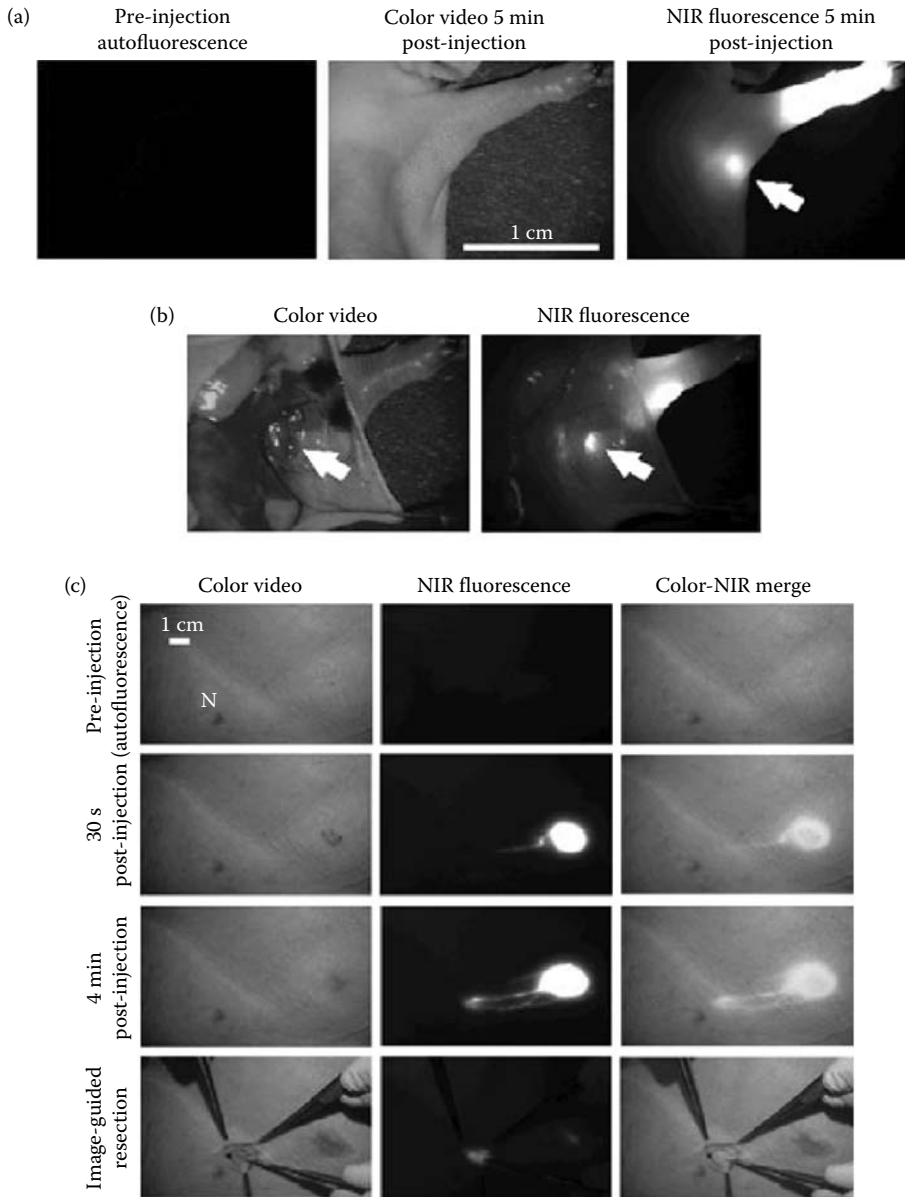 (a)
Pre-injection
autofluorescence
Color video 5 min
post-injection
NIR fluorescence 5 min
post-injection
1 cm
(b)
Color video
NIR fluorescence
(c)
Color video
NIR fluorescence
Color-NIR merge
Pre-injection
(autofluorescence)
1 cm
N
30 s
post-injection
4 min
post-injection
Image-guided
resection